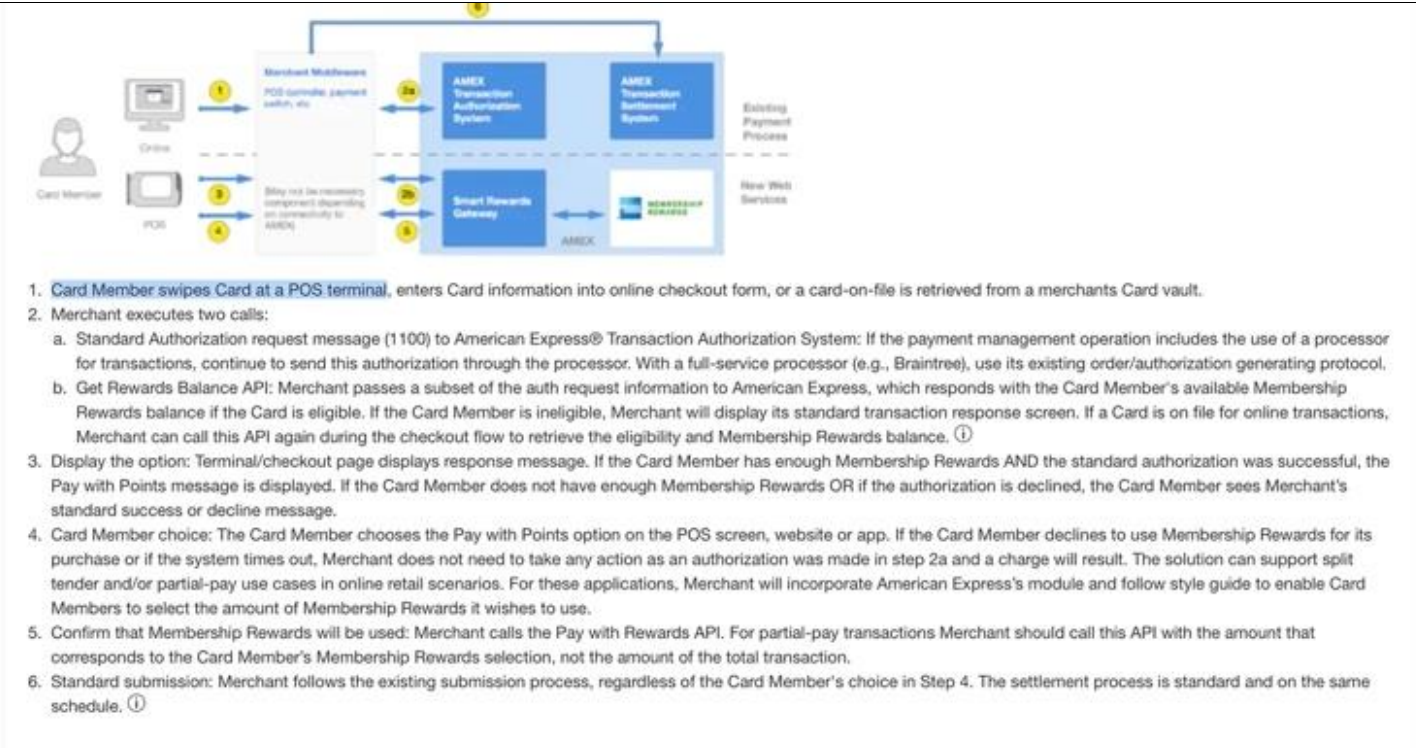 6
Merchant Middleware
POS controller, payment
switch, etc
1
2a
AMEX
Transaction
Authorization
System
AMEX
Transaction
Settlement
System
Existing
Payment
Process
Online
Card Member
POS
3
4
(May not be necessary
component depending
on connectivity to
AMEX)
2b
5
Smart Rewards
Gateway
MEMBERSHIP
REWARDS
AMEX
New Web
Services
1. Card Member swipes Card at a POS terminal, enters Card information into online checkout form, or a card-on-file is retrieved from a merchants Card vault.
2. Merchant executes two calls:
a. Standard Authorization request message (1100) to American Express® Transaction Authorization System: If the payment management operation includes the use of a processor
for transactions, continue to send this authorization through the processor. With a full-service processor (e.g., Braintree), use its existing order/authorization generating protocol.
b. Get Rewards Balance API: Merchant passes a subset of the auth request information to American Express, which responds with the Card Member's available Membership
Rewards balance if the Card is eligible. If the Card Member is ineligible, Merchant will display its standard transaction response screen. If a Card is on file for online transactions,
Merchant can call this API again during the checkout flow to retrieve the eligibility and Membership Rewards balance. ⓘ
3. Display the option: Terminal/checkout page displays response message. If the Card Member has enough Membership Rewards AND the standard authorization was successful, the
Pay with Points message is displayed. If the Card Member does not have enough Membership Rewards OR if the authorization is declined, the Card Member sees Merchant's
standard success or decline message.
4. Card Member choice: The Card Member chooses the Pay with Points option on the POS screen, website or app. If the Card Member declines to use Membership Rewards for its
purchase or if the system times out, Merchant does not need to take any action as an authorization was made in step 2a and a charge will result. The solution can support split
tender and/or partial-pay use cases in online retail scenarios. For these applications, Merchant will incorporate American Express's module and follow style guide to enable Card
Members to select the amount of Membership Rewards it wishes to use.
5. Confirm that Membership Rewards will be used: Merchant calls the Pay with Rewards API. For partial-pay transactions Merchant should call this API with the amount that
corresponds to the Card Member's Membership Rewards selection, not the amount of the total transaction.
6. Standard submission: Merchant follows the existing submission process, regardless of the Card Member's choice in Step 4. The settlement process is standard and on the same
schedule. ⓘ